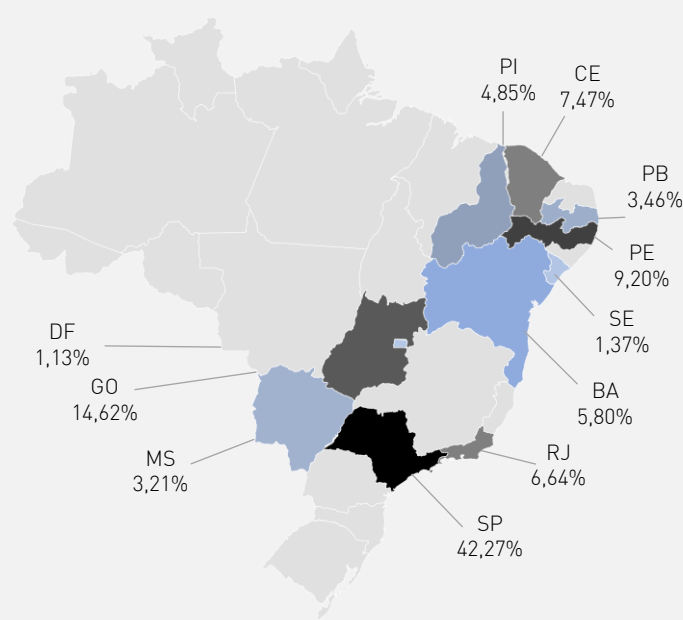 PI
4,85%
CE
7,47%
PB
3,46%
PE
9,20%
SE
1,37%
DF
1,13%
GO
14,62%
BA
5,80%
MS
3,21%
RJ
6,64%
SP
42,27%